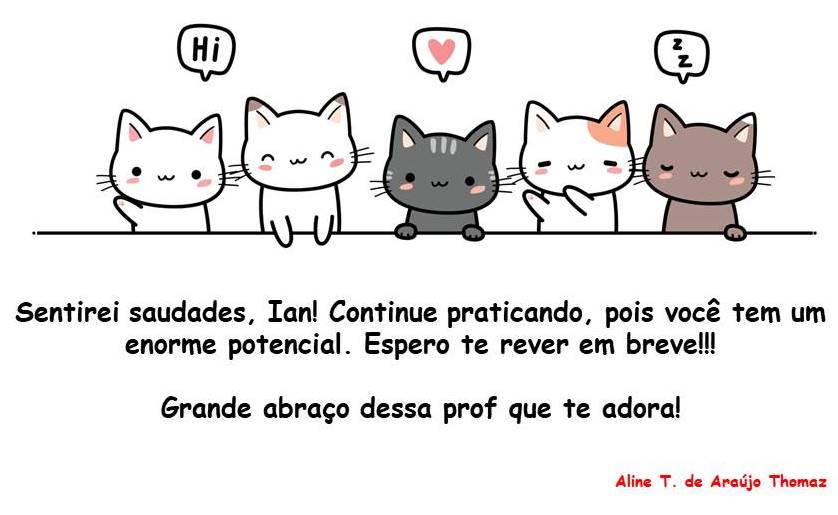 Hi
z
z
Sentirei saudades, Ian! Continue praticando, pois você tem um
enorme potencial. Espero te rever em breve!!!
Grande abraço dessa prof que te adora!
Aline T. de Araújo Thomaz